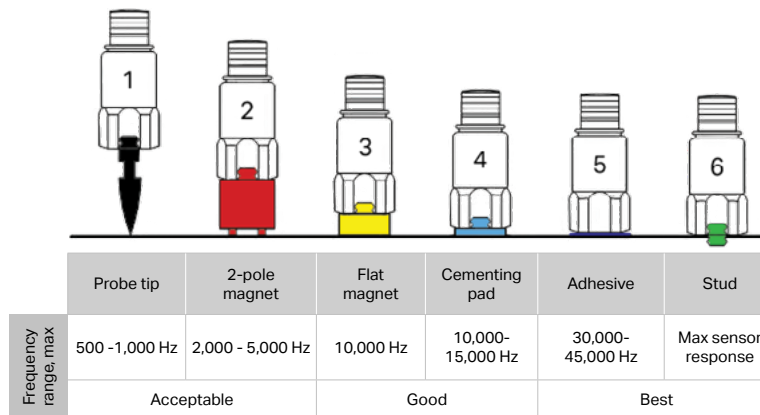 1
2
3
4
5
6
Probe tip
2-pole
magnet
Flat
magnet
Cementing
pad
Adhesive
Stud
Frequency
range, max
500 -1,000 Hz
2,000 - 5,000 Hz
10,000 Hz
10,000-
15,000 Hz
30,000-
45,000 Hz
Max sensor
response
Acceptable
Good
Best